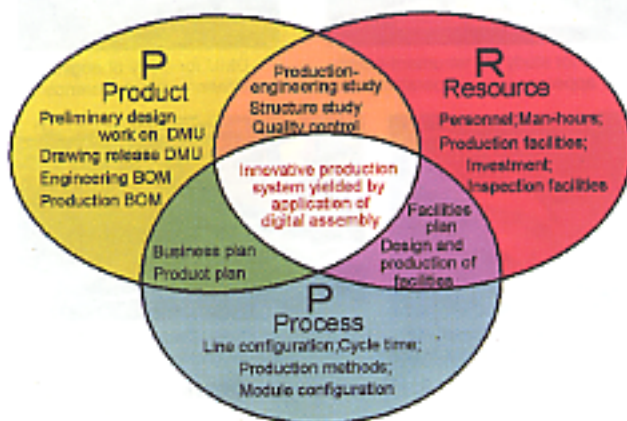 P
Product
Preliminary design
work on DMU
Drawing release DMU
Engineering BOM
Production BOM
Production-
engineering study
Structure study
Quality control
R
Resource
Personnel;Man-hours;
Production facilities;
Investment;
Inspection facilities
Innovative production
system yielded by
application of
digital assembly
Business plan
Product plan
Facilities
plan
Design and
production of
facilities
P
Process
Line configuration;Cycle time;
Production methods;
Module configuration